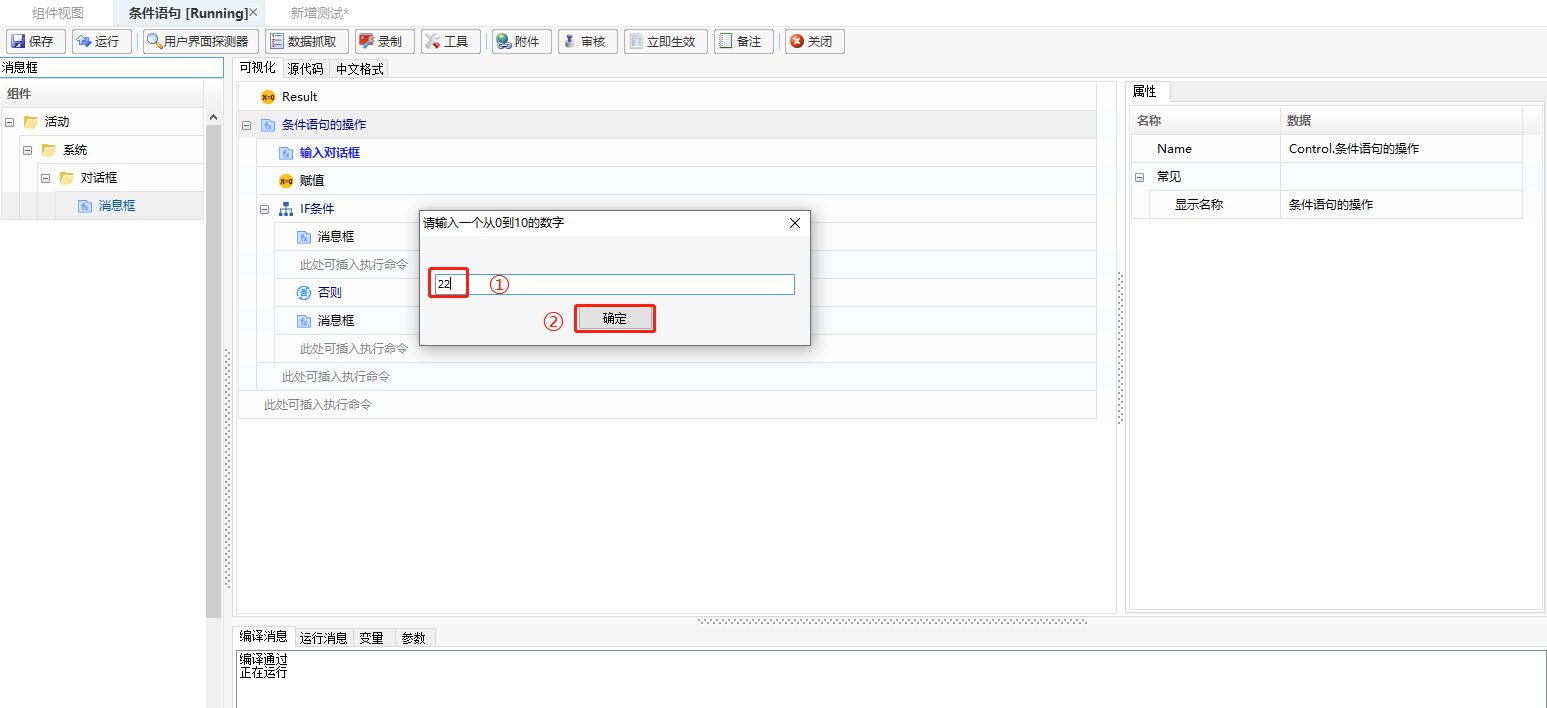 组件视图 条件语句 [Running]× 新增测试*
保存 运行 用户界面探测器 数据抓取 录制 工具 附件 审核 立即生效 备注 关闭
消息框
组件
活动
系统
对话框
消息框
可视化 源代码 中文格式
X=0 Result
fx 条件语句的操作
fx 输入对话框
X=0 赋值
IF条件
fx 消息框
此处可插入执行命令
否 否则
fx 消息框
此处可插入执行命令
此处可插入执行命令
此处可插入执行命令
请输入一个从0到10的数字
22 ①
② 确定
属性
名称 数据
Name Control.条件语句的操作
常见
显示名称 条件语句的操作
编译消息 运行消息 变量 参数
编译通过
正在运行